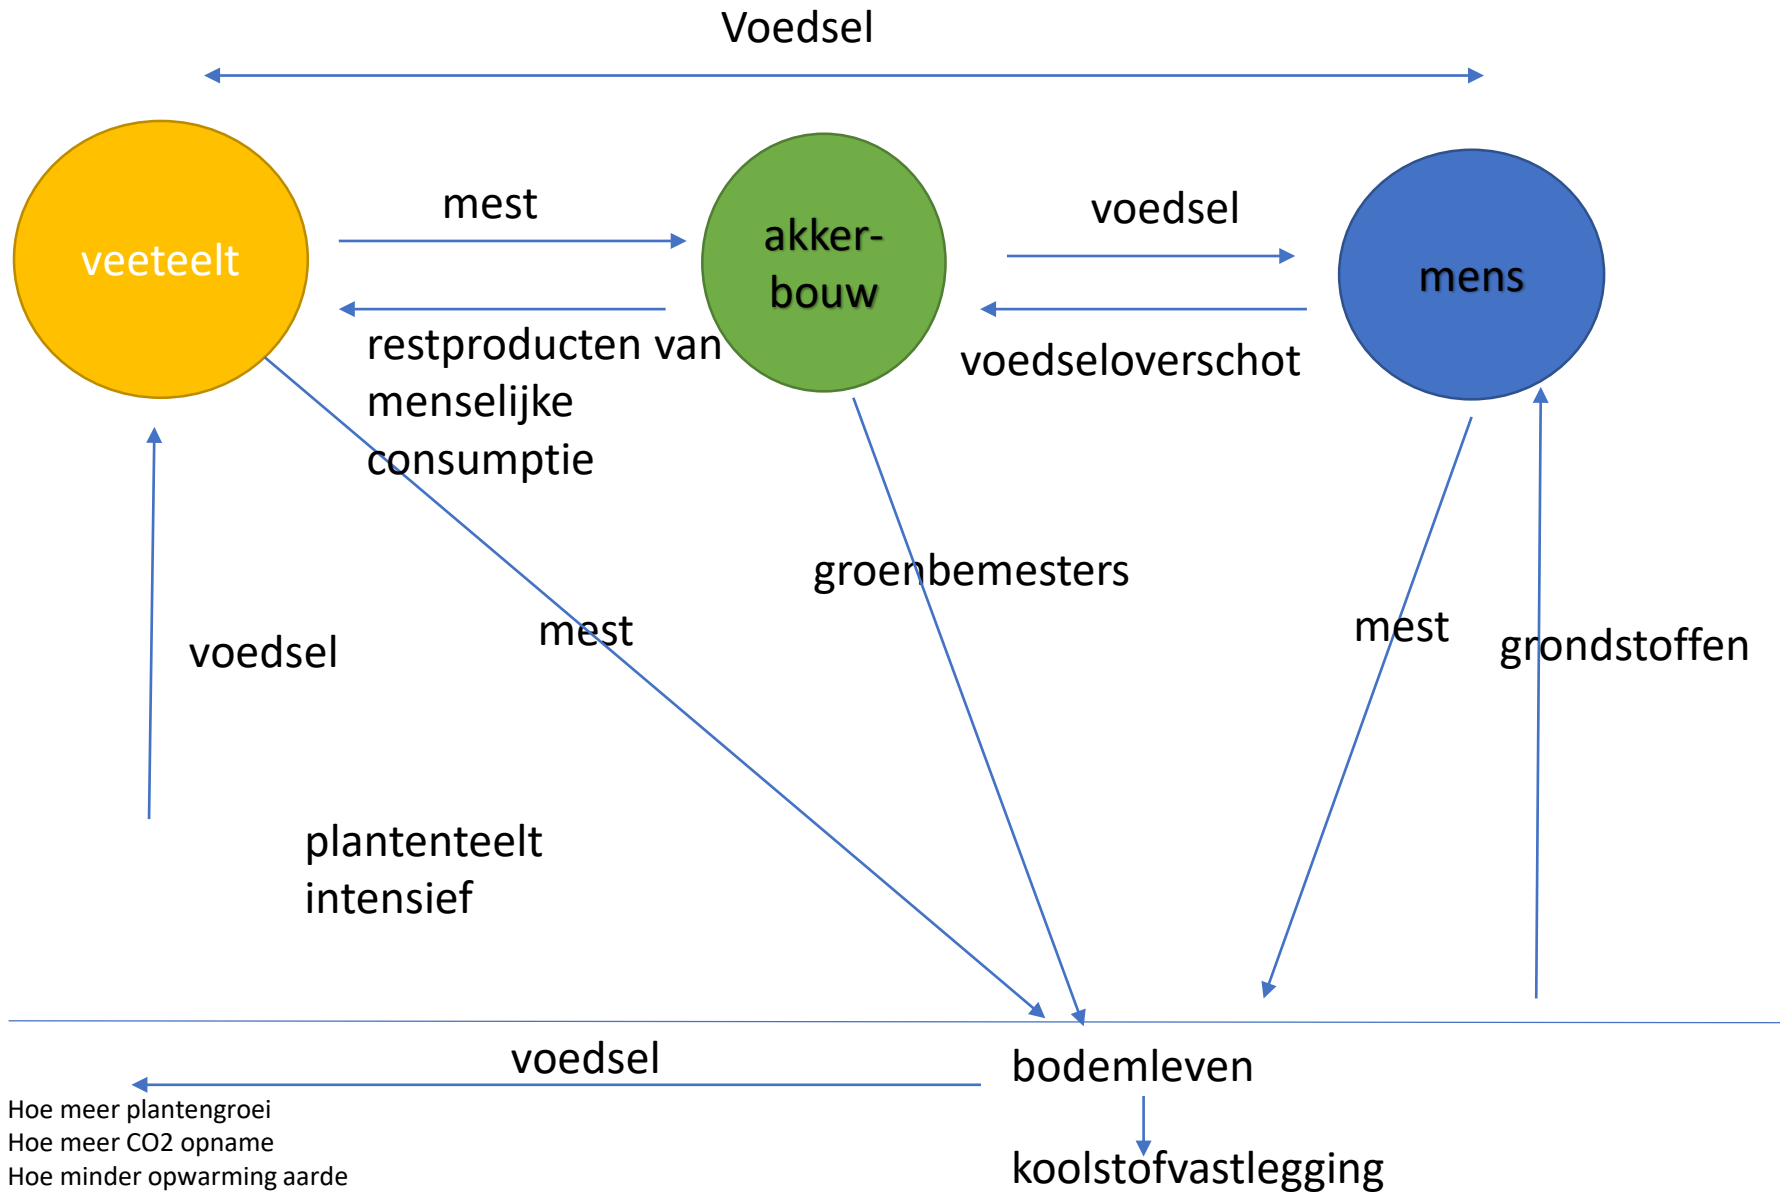 Voedsel
veeteelt
mest
akker-
bouw
voedsel
mens
restproducten van
menselijke
consumptie
voedseloverschot
voedsel
mest
groenbemesters
mest
grondstoffen
plantenteelt
intensief
voedsel
bodemleven
koolstofvastlegging
Hoe meer plantengroei
Hoe meer CO2 opname
Hoe minder opwarming aarde